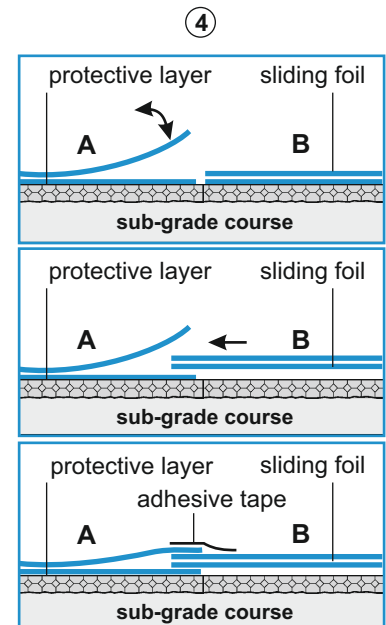 4
protective layer sliding foil
A B
sub-grade course
protective layer sliding foil
A B
sub-grade course
protective layer sliding foil
adhesive tape
A B
sub-grade course